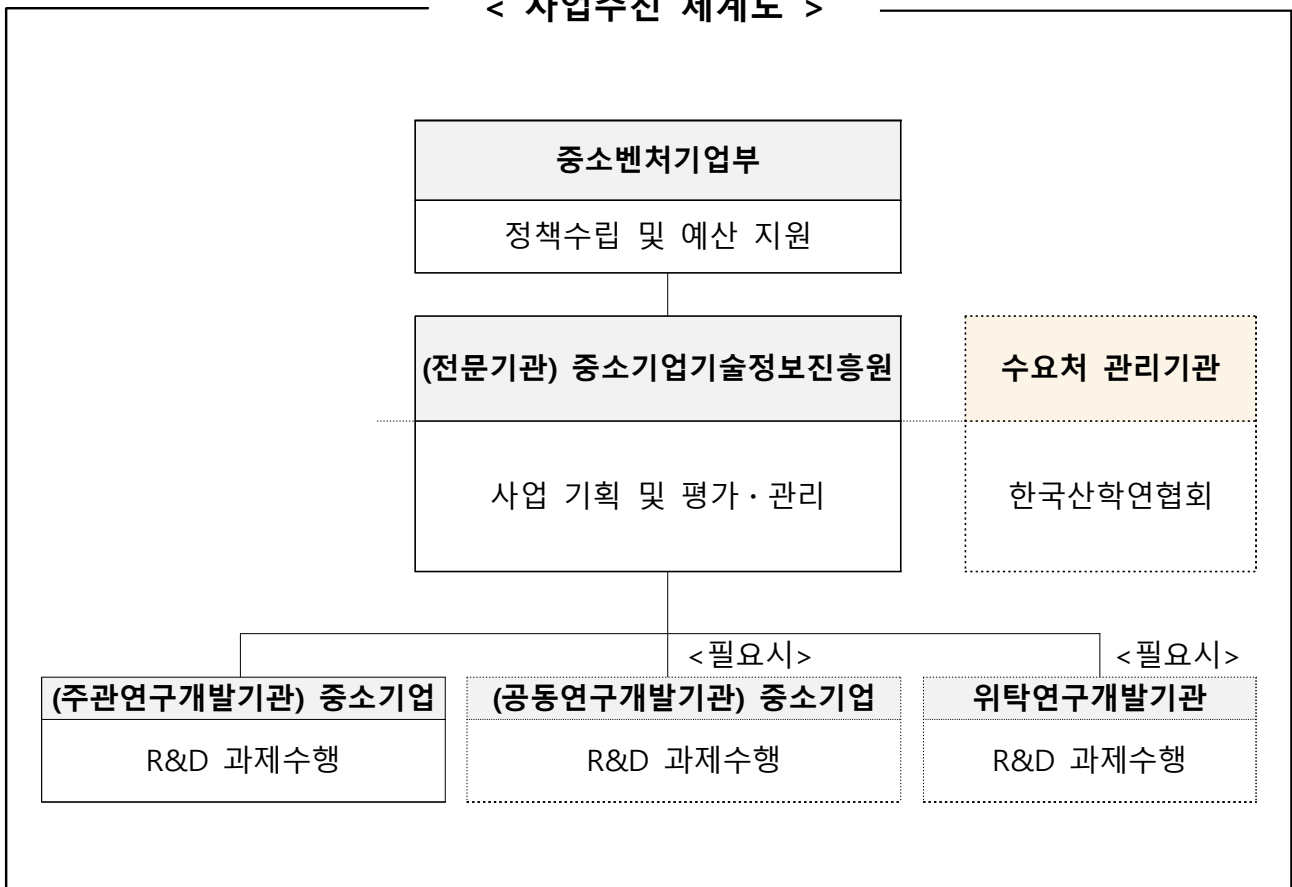 < 사업추진 체계도 >
중소벤처기업부
정책수립 및 예산 지원
(전문기관) 중소기업기술정보진흥원
수요처 관리기관
사업 기획 및 평가·관리
한국산학연협회
<필요시>
<필요시>
(주관연구개발기관) 중소기업
(공동연구개발기관) 중소기업
위탁연구개발기관
R&D 과제수행
R&D 과제수행
R&D 과제수행